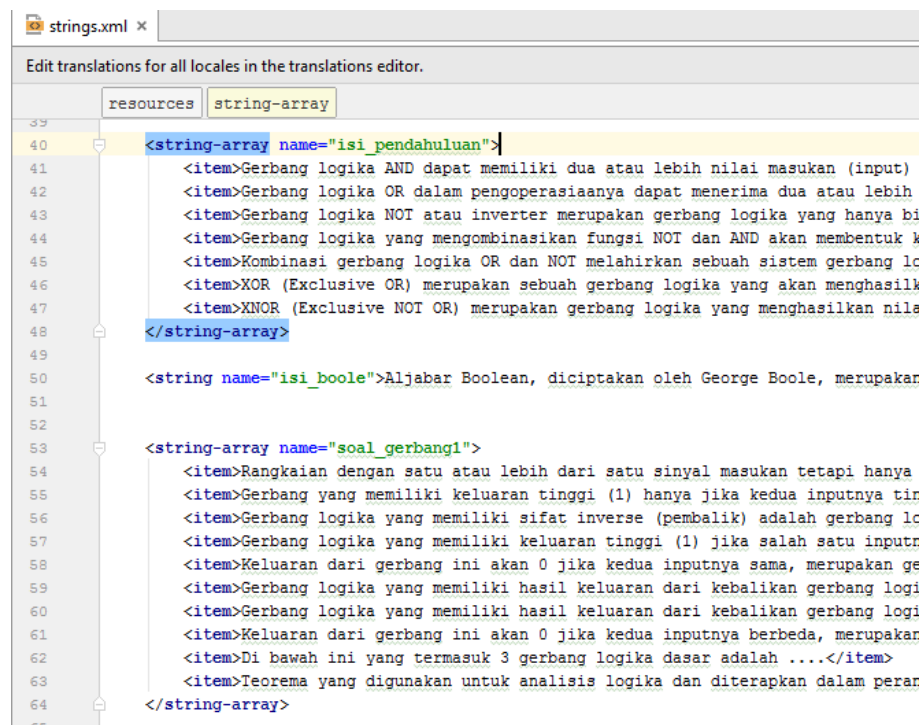 strings.xml ×
Edit translations for all locales in the translations editor.
resources string-array
39
40 <string-array name="isi_pendahuluan">
41 <item>Gerbang logika AND dapat memiliki dua atau lebih nilai masukan (input)
42 <item>Gerbang logika OR dalam pengoperasiaanya dapat menerima dua atau lebih
43 <item>Gerbang logika NOT atau inverter merupakan gerbang logika yang hanya bi
44 <item>Gerbang logika yang mengombinasikan fungsi NOT dan AND akan membentuk k
45 <item>Kombinasi gerbang logika OR dan NOT melahirkan sebuah sistem gerbang lo
46 <item>XOR (Exclusive OR) merupakan sebuah gerbang logika yang akan menghasilk
47 <item>XNOR (Exclusive NOT OR) merupakan gerbang logika yang menghasilkan nila
48 </string-array>
49
50 <string name="isi_boole">Aljabar Boolean, diciptakan oleh George Boole, merupakan
51
52
53 <string-array name="soal_gerbang1">
54 <item>Rangkaian dengan satu atau lebih dari satu sinyal masukan tetapi hanya
55 <item>Gerbang yang memiliki keluaran tinggi (1) hanya jika kedua inputnya tin
56 <item>Gerbang logika yang memiliki sifat inverse (pembalik) adalah gerbang lo
57 <item>Gerbang logika yang memiliki keluaran tinggi (1) jika salah satu inputn
58 <item>Keluaran dari gerbang ini akan 0 jika kedua inputnya sama, merupakan ge
59 <item>Gerbang logika yang memiliki hasil keluaran dari kebalikan gerbang logi
60 <item>Gerbang logika yang memiliki hasil keluaran dari kebalikan gerbang logi
61 <item>Keluaran dari gerbang ini akan 0 jika kedua inputnya berbeda, merupakan
62 <item>Di bawah ini yang termasuk 3 gerbang logika dasar adalah ....</item>
63 <item>Teorema yang digunakan untuk analisis logika dan diterapkan dalam peran
64 </string-array>